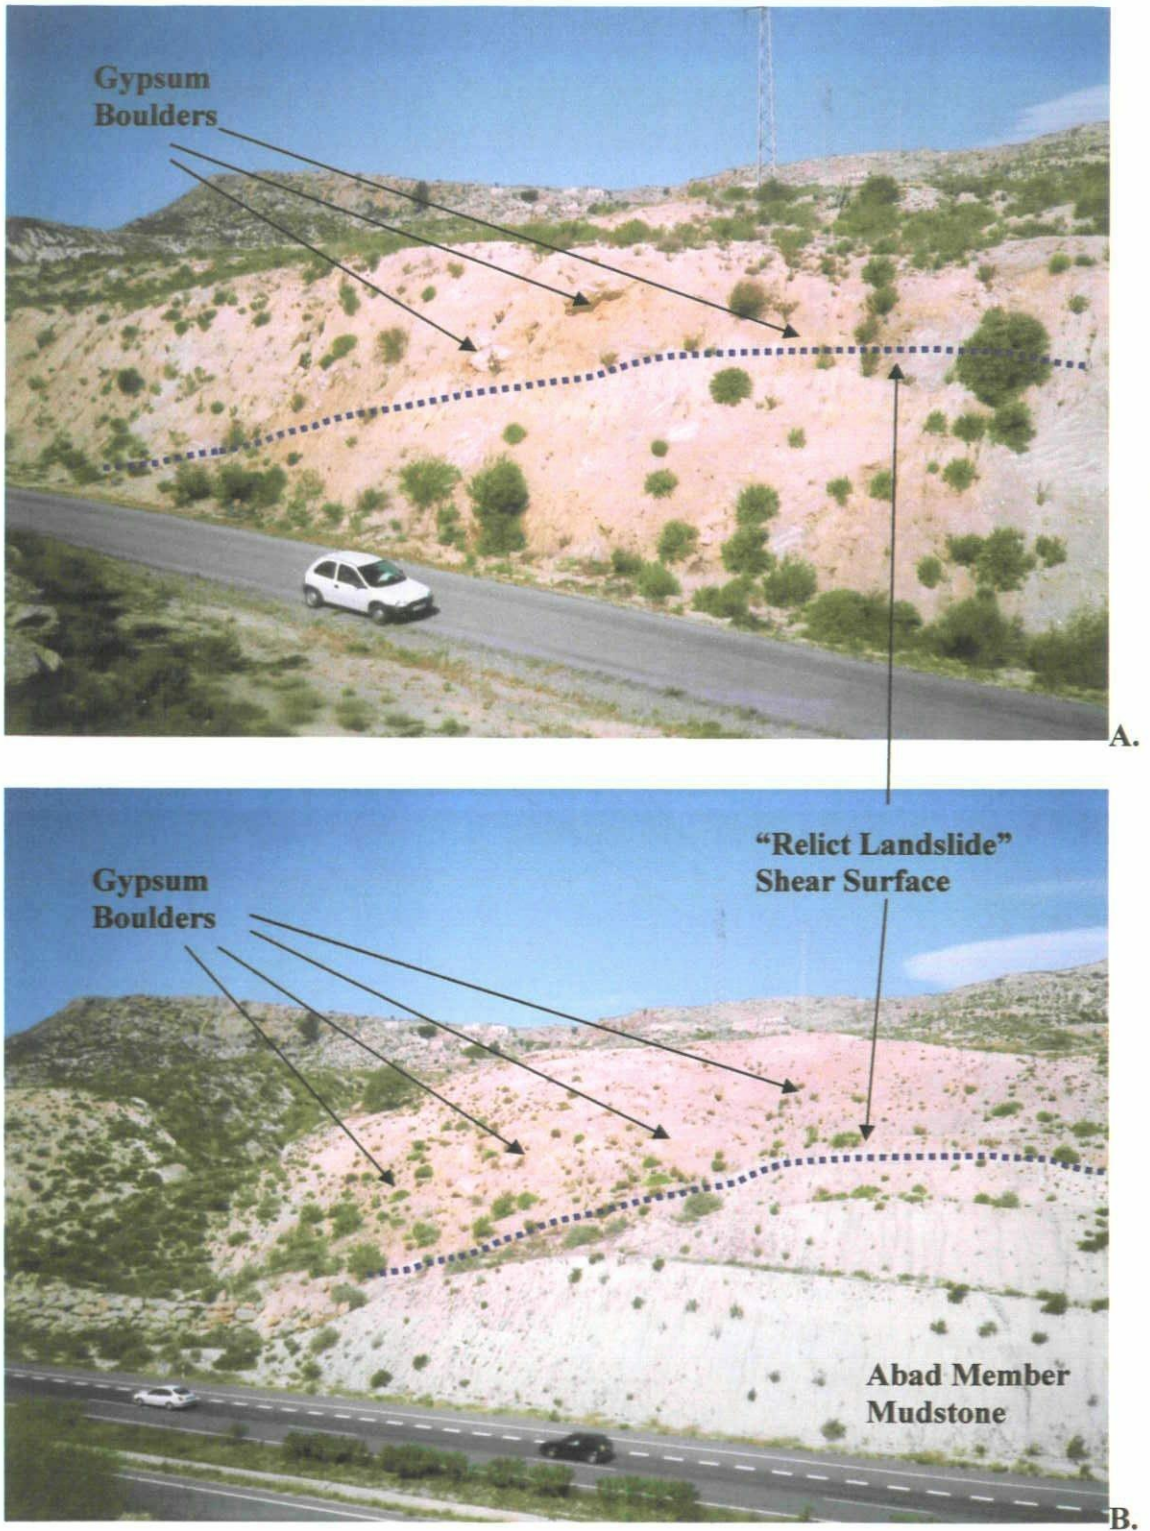 Gypsum
Boulders
A.
"Relict Landslide"
Shear Surface
Gypsum
Boulders
Abad Member
Mudstone
B.